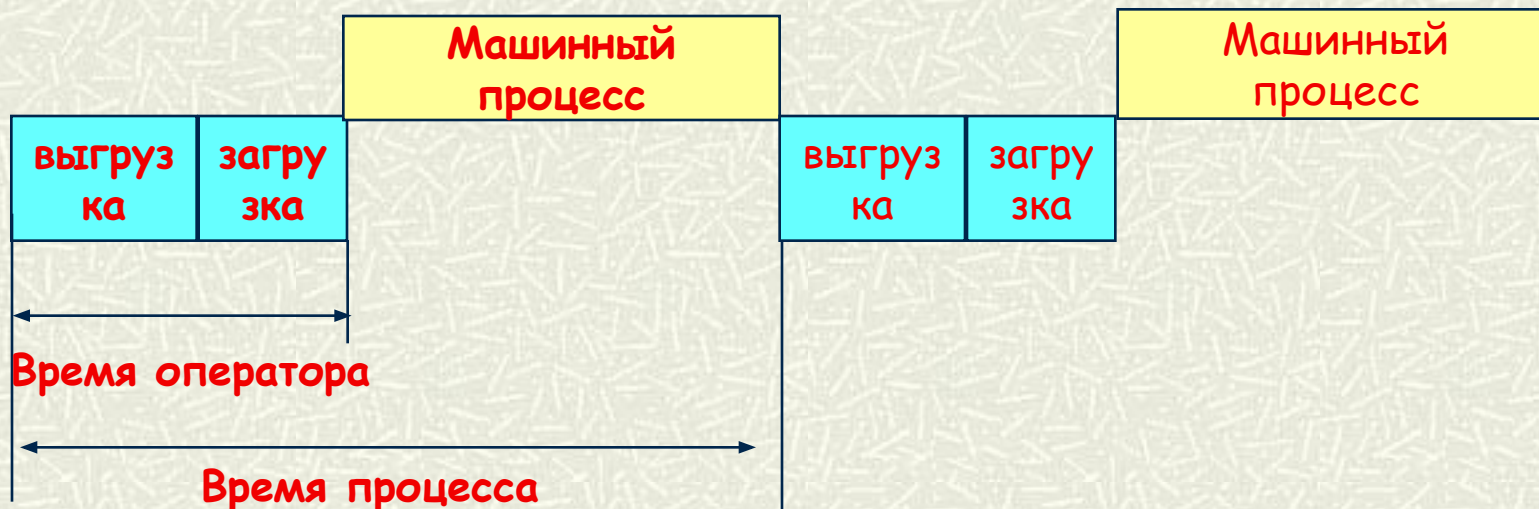 Машинный
процесс
Машинный
процесс
выгруз
ка
загру
зка
выгруз
ка
загру
зка
Время оператора
Время процесса